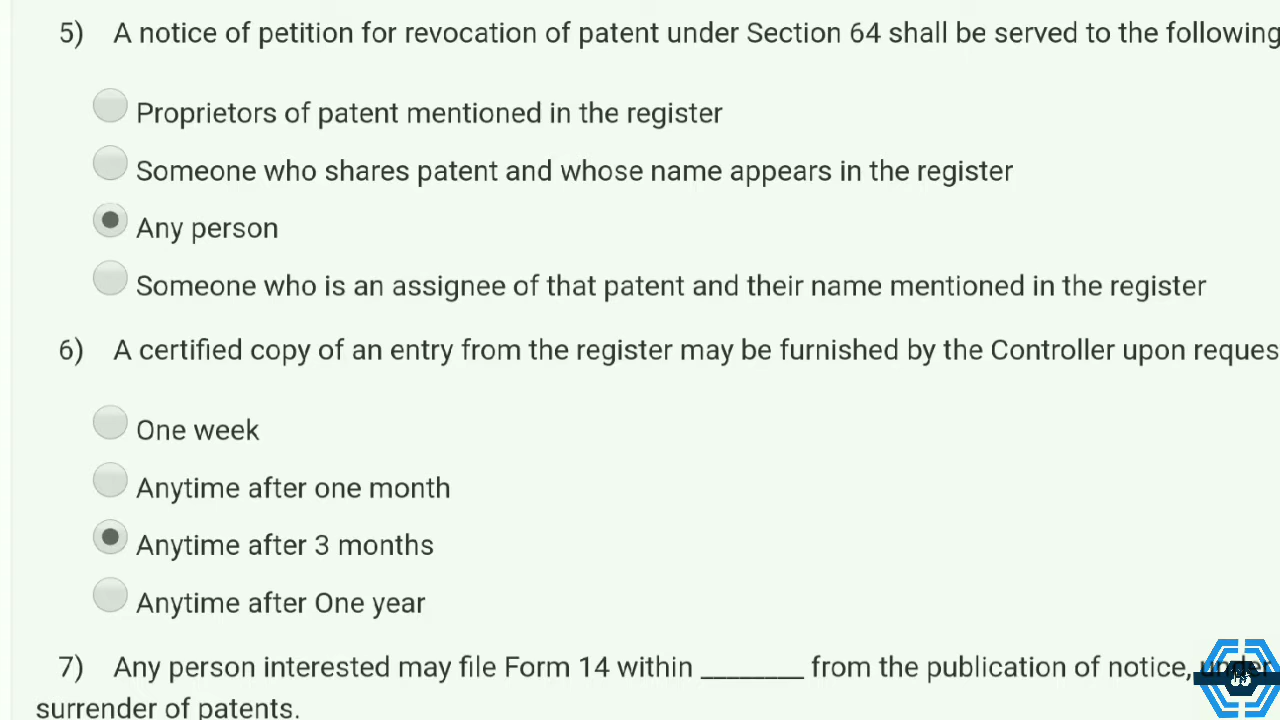 5) A notice of petition for revocation of patent under Section 64 shall be served to the following
Proprietors of patent mentioned in the register
Someone who shares patent and whose name appears in the register
Any person
Someone who is an assignee of that patent and their name mentioned in the register
6) A certified copy of an entry from the register may be furnished by the Controller upon reques
One week
Anytime after one month
Anytime after 3 months
Anytime after One year
7) Any person interested may file Form 14 within ________ from the publication of notice, under
surrender of patents.